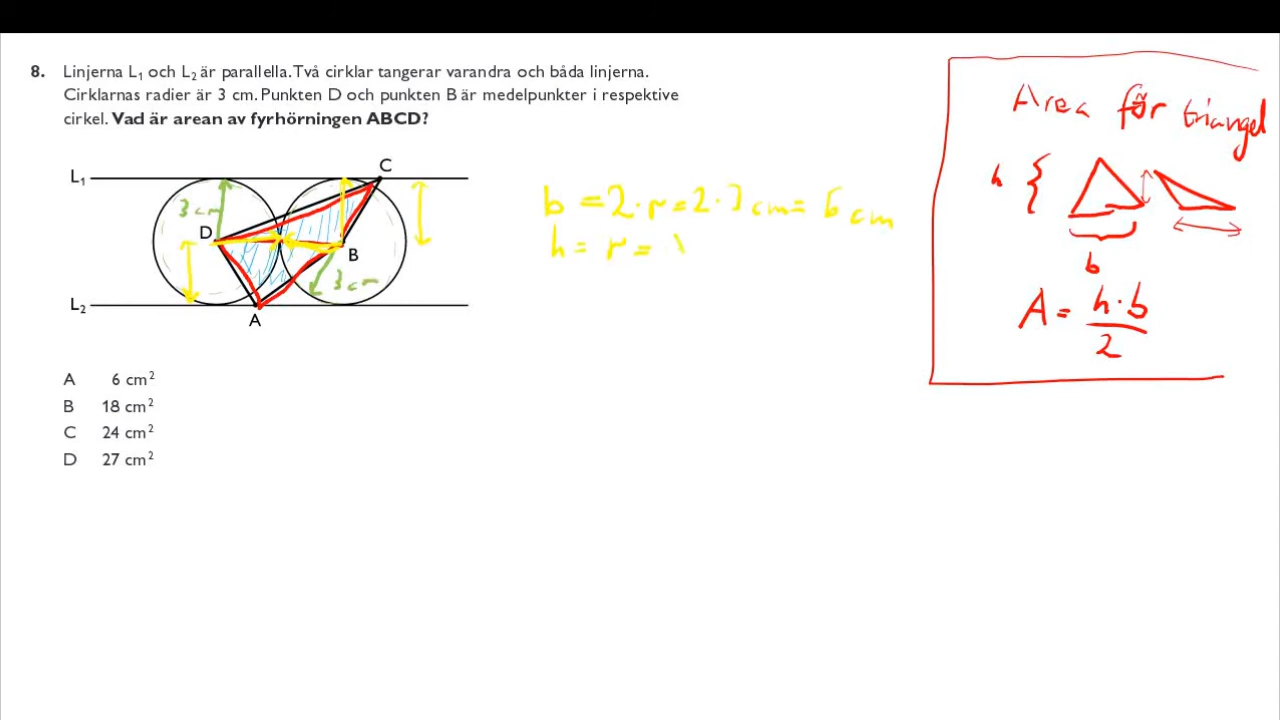 8. Linjerna L₁ och L₂ är parallella. Två cirklar tangerar varandra och båda linjerna.
Cirklarnas radier är 3 cm. Punkten D och punkten B är medelpunkter i respektive
cirkel. Vad är arean av fyrhörningen ABCD?
L₁
C
3 cm
D
B
3 cm
L₂
A
b = 2 · r = 2 · 3 cm = 6 cm
h = r =
Area för triangel
h
b
A = h · b / 2
A 6 cm²
B 18 cm²
C 24 cm²
D 27 cm²